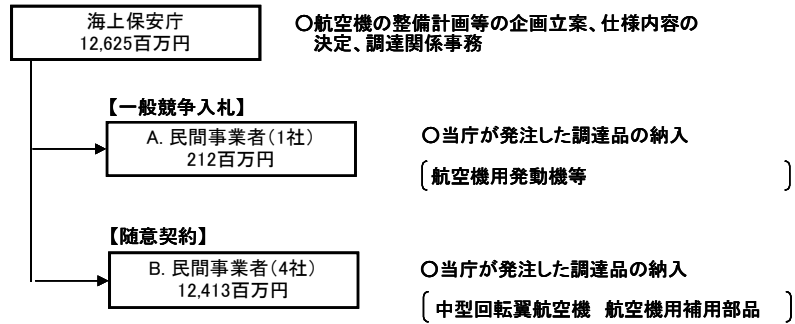 海上保安庁
12,625百万円
○航空機の整備計画等の企画立案、仕様内容の
決定、調達関係事務
【一般競争入札】
A. 民間事業者(1社)
212百万円
○当庁が発注した調達品の納入
航空機用発動機等
【随意契約】
B. 民間事業者(4社)
12,413百万円
○当庁が発注した調達品の納入
中型回転翼航空機 航空機用補用部品